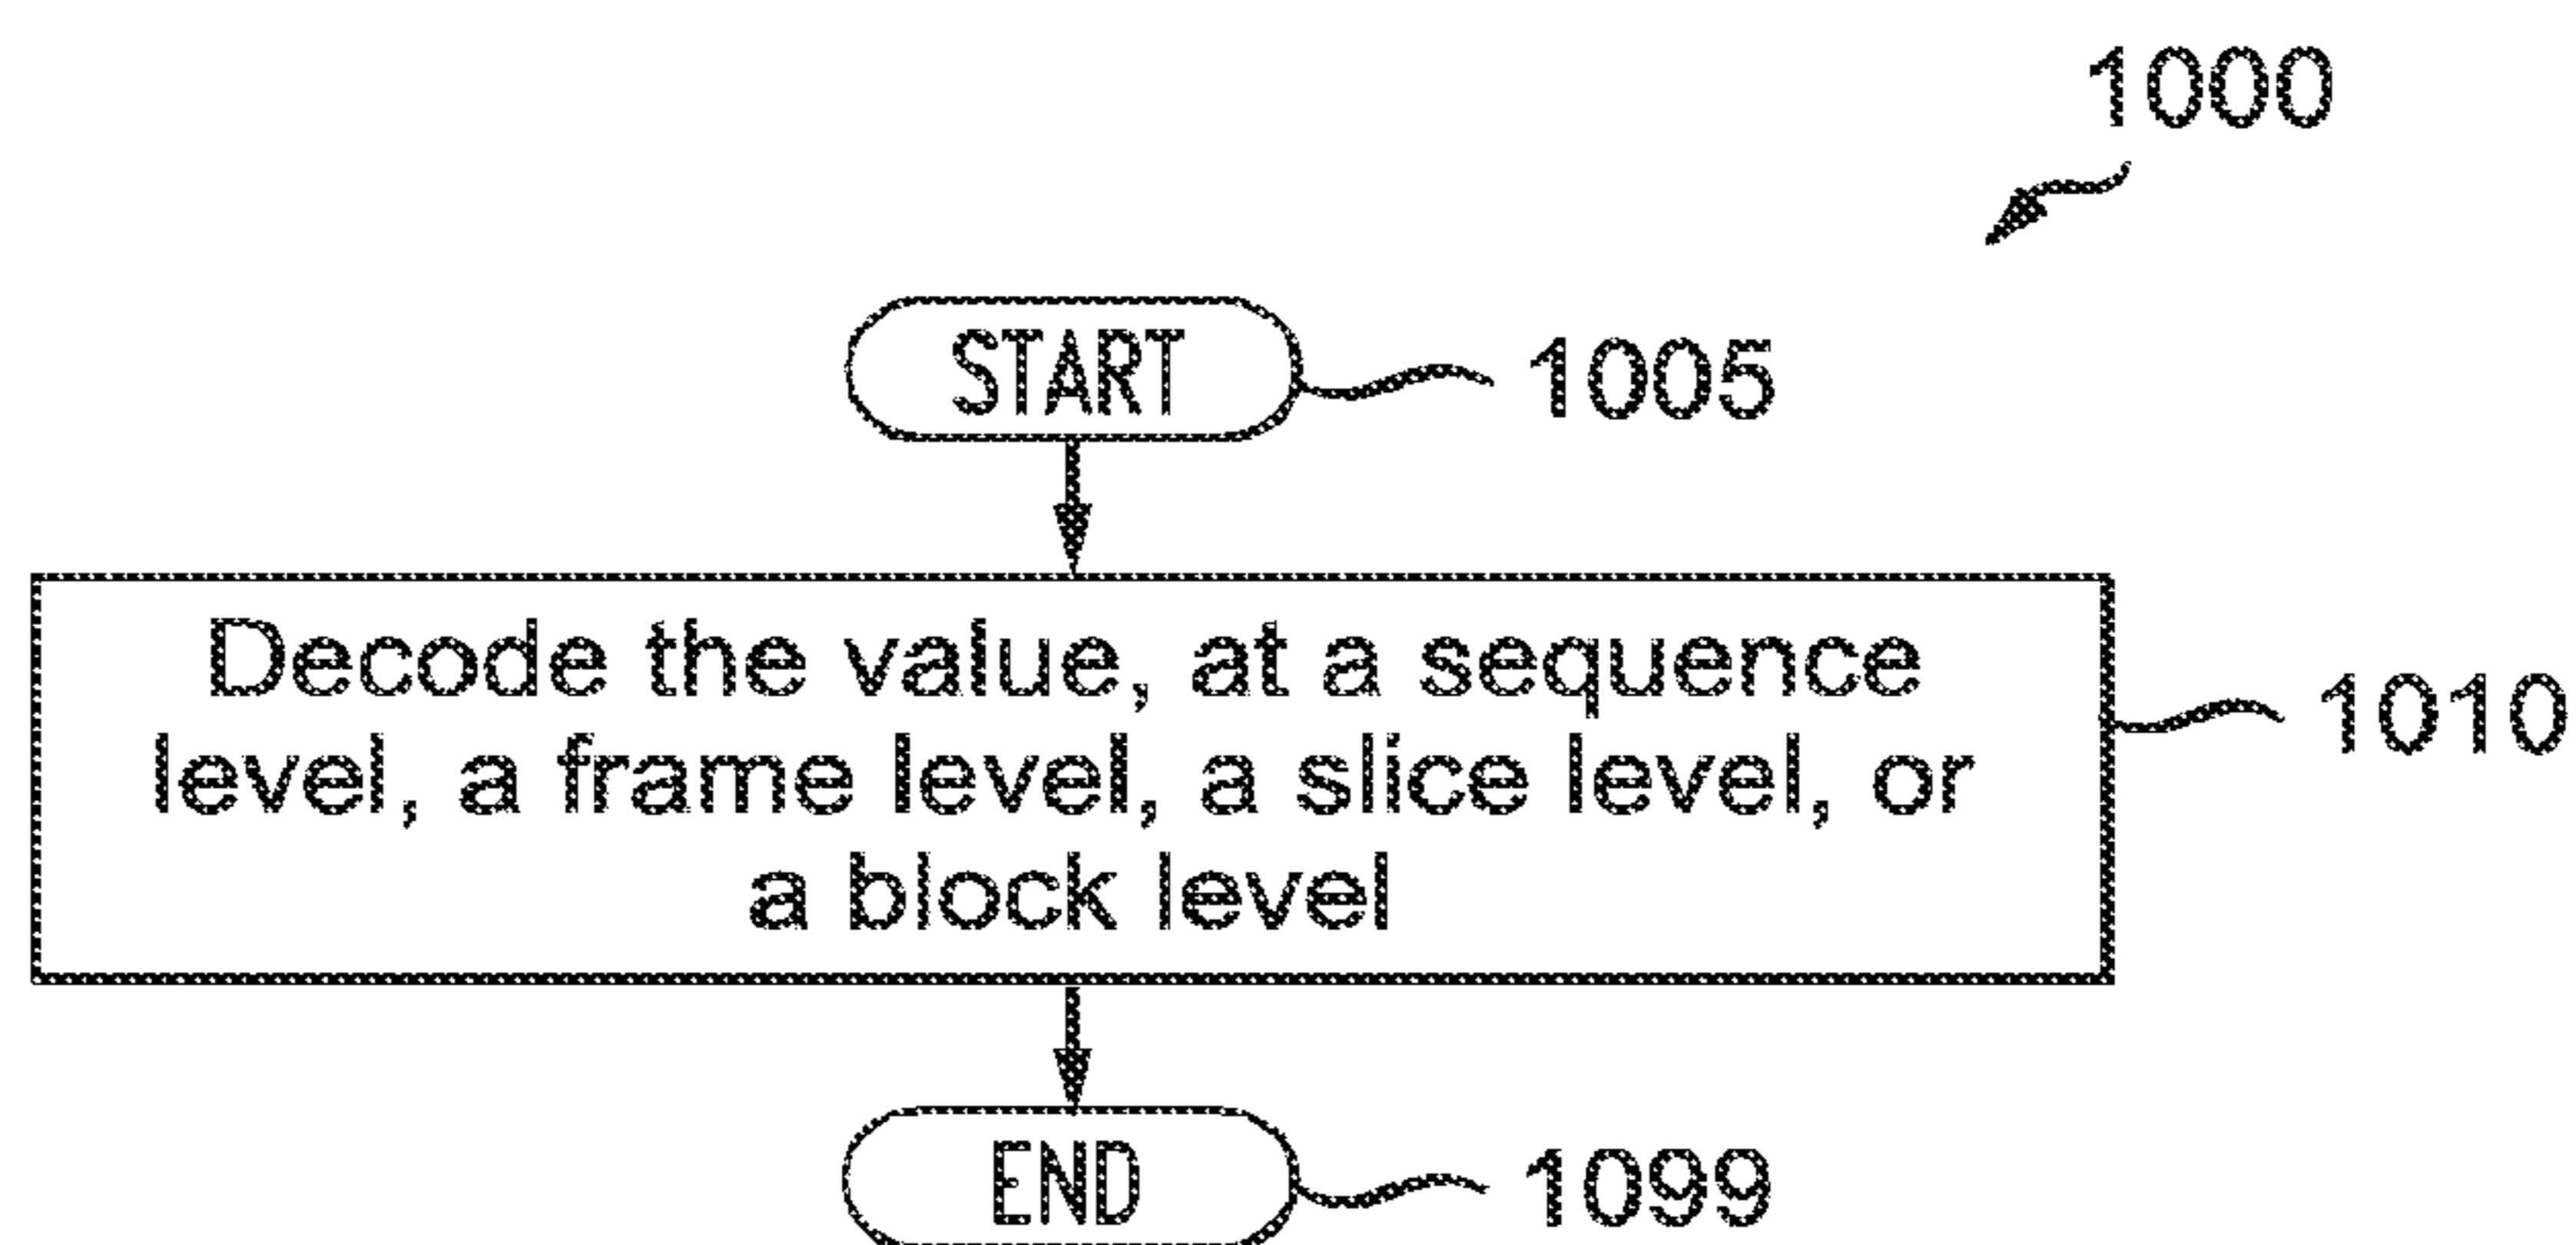 1000
START
1005
Decode the value, at a sequence
level, a frame level, a slice level, or
a block level
1010
END
1099